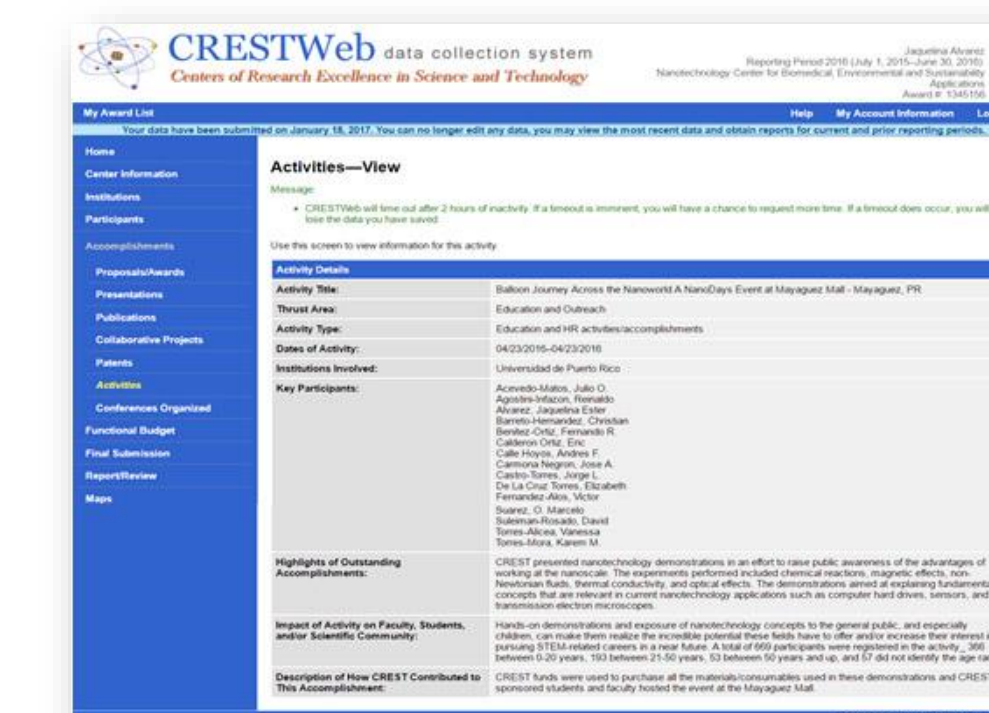 CRESTWeb data collection system
Centers of Research Excellence in Science and Technology
Jaquelina Alvarez
Reporting Period 2016 (July 1, 2015–June 30, 2016)
Nanotechnology Center for Biomedical, Environmental and Sustainability
Applications
Award #: 1345156
My Award List
Help My Account Information Lo
Your data have been submitted on January 18, 2017. You can no longer edit any data, you may view the most recent data and obtain reports for current and prior reporting periods.
Home
Center Information
Institutions
Participants
Accomplishments
Proposals/Awards
Presentations
Publications
Collaborative Projects
Patents
Activities
Conferences Organized
Functional Budget
Final Submission
Report/Review
Maps
Activities—View
Message:
• CRESTWeb will time out after 2 hours of inactivity. If a timeout is imminent, you will have a chance to request more time. If a timeout does occur, you will
lose the data you have saved.
Use this screen to view information for this activity.
Activity Details
Activity Title: Balloon Journey Across the Nanoworld A NanoDays Event at Mayaguez Mall - Mayaguez, PR
Thrust Area: Education and Outreach
Activity Type: Education and HR activities/accomplishments
Dates of Activity: 04/23/2016–04/23/2016
Institutions Involved: Universidad de Puerto Rico
Key Participants: Acevedo-Matos, Julio O.
Agostini-Infazon, Reinaldo
Alvarez, Jaquelina Ester
Barreto-Hernandez, Christian
Benitez-Ortiz, Fernando R.
Calderon Ortiz, Eric
Calle Hoyos, Andres F.
Carmona Negron, Jose A.
Castro-Torres, Jorge L.
De La Cruz Torres, Elizabeth
Fernandez-Alos, Victor
Suarez, O. Marcelo
Suleiman-Rosado, David
Torres-Alicea, Vanessa
Torres-Mora, Karem M.
Highlights of Outstanding
Accomplishments:
CREST presented nanotechnology demonstrations in an effort to raise public awareness of the advantages of
working at the nanoscale. The experiments performed included chemical reactions, magnetic effects, non-
Newtonian fluids, thermal conductivity, and optical effects. The demonstrations aimed at explaining fundamenta
concepts that are relevant in current nanotechnology applications such as computer hard drives, sensors, and
transmission electron microscopes.
Impact of Activity on Faculty, Students,
and/or Scientific Community:
Hands-on demonstrations and exposure of nanotechnology concepts to the general public, and especially
children, can make them realize the incredible potential these fields have to offer and/or increase their interest i
pursuing STEM-related careers in a near future. A total of 669 participants were registered in the activity_ 366
between 0-20 years, 193 between 21-50 years, 53 between 50 years and up, and 57 did not identify the age ran
Description of How CREST Contributed to
This Accomplishment:
CREST funds were used to purchase all the materials/consumables used in these demonstrations and CREST
sponsored students and faculty hosted the event at the Mayaguez Mall.